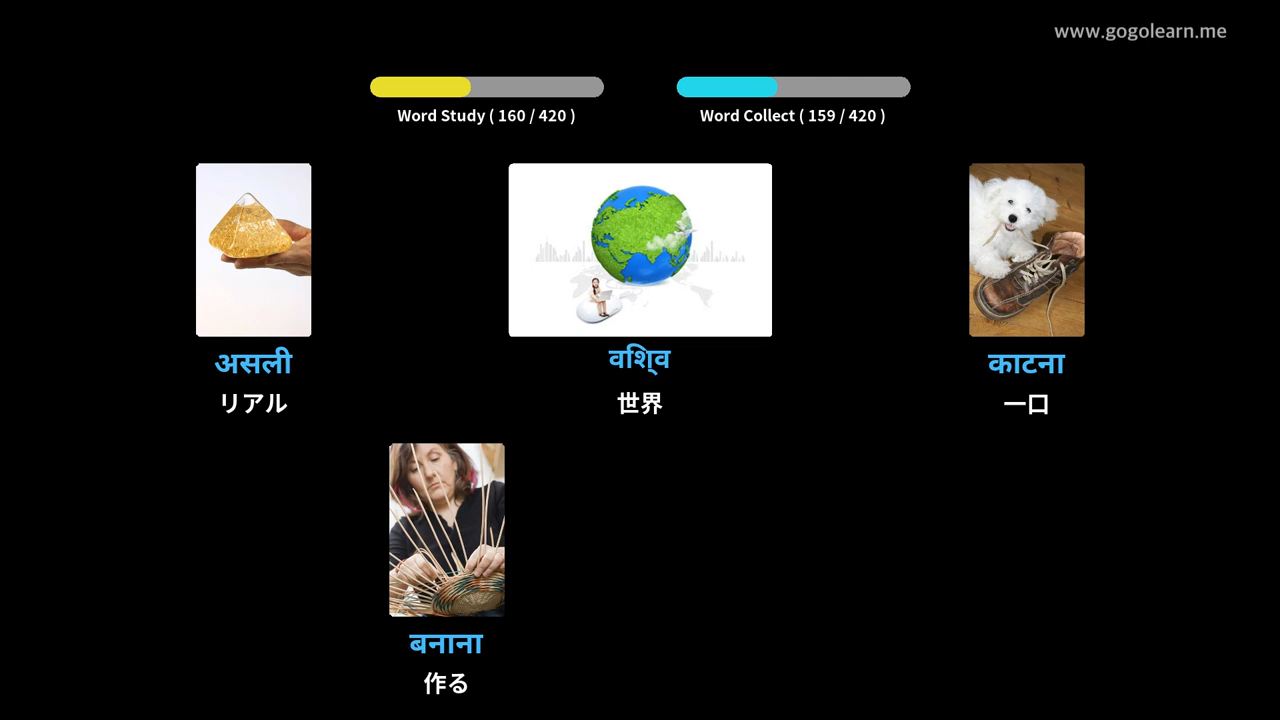 www.gogolearn.me
Word Study ( 160 / 420 )
Word Collect ( 159 / 420 )
असली
विश्व
काटना
リアル
世界
一口
बनाना
作る